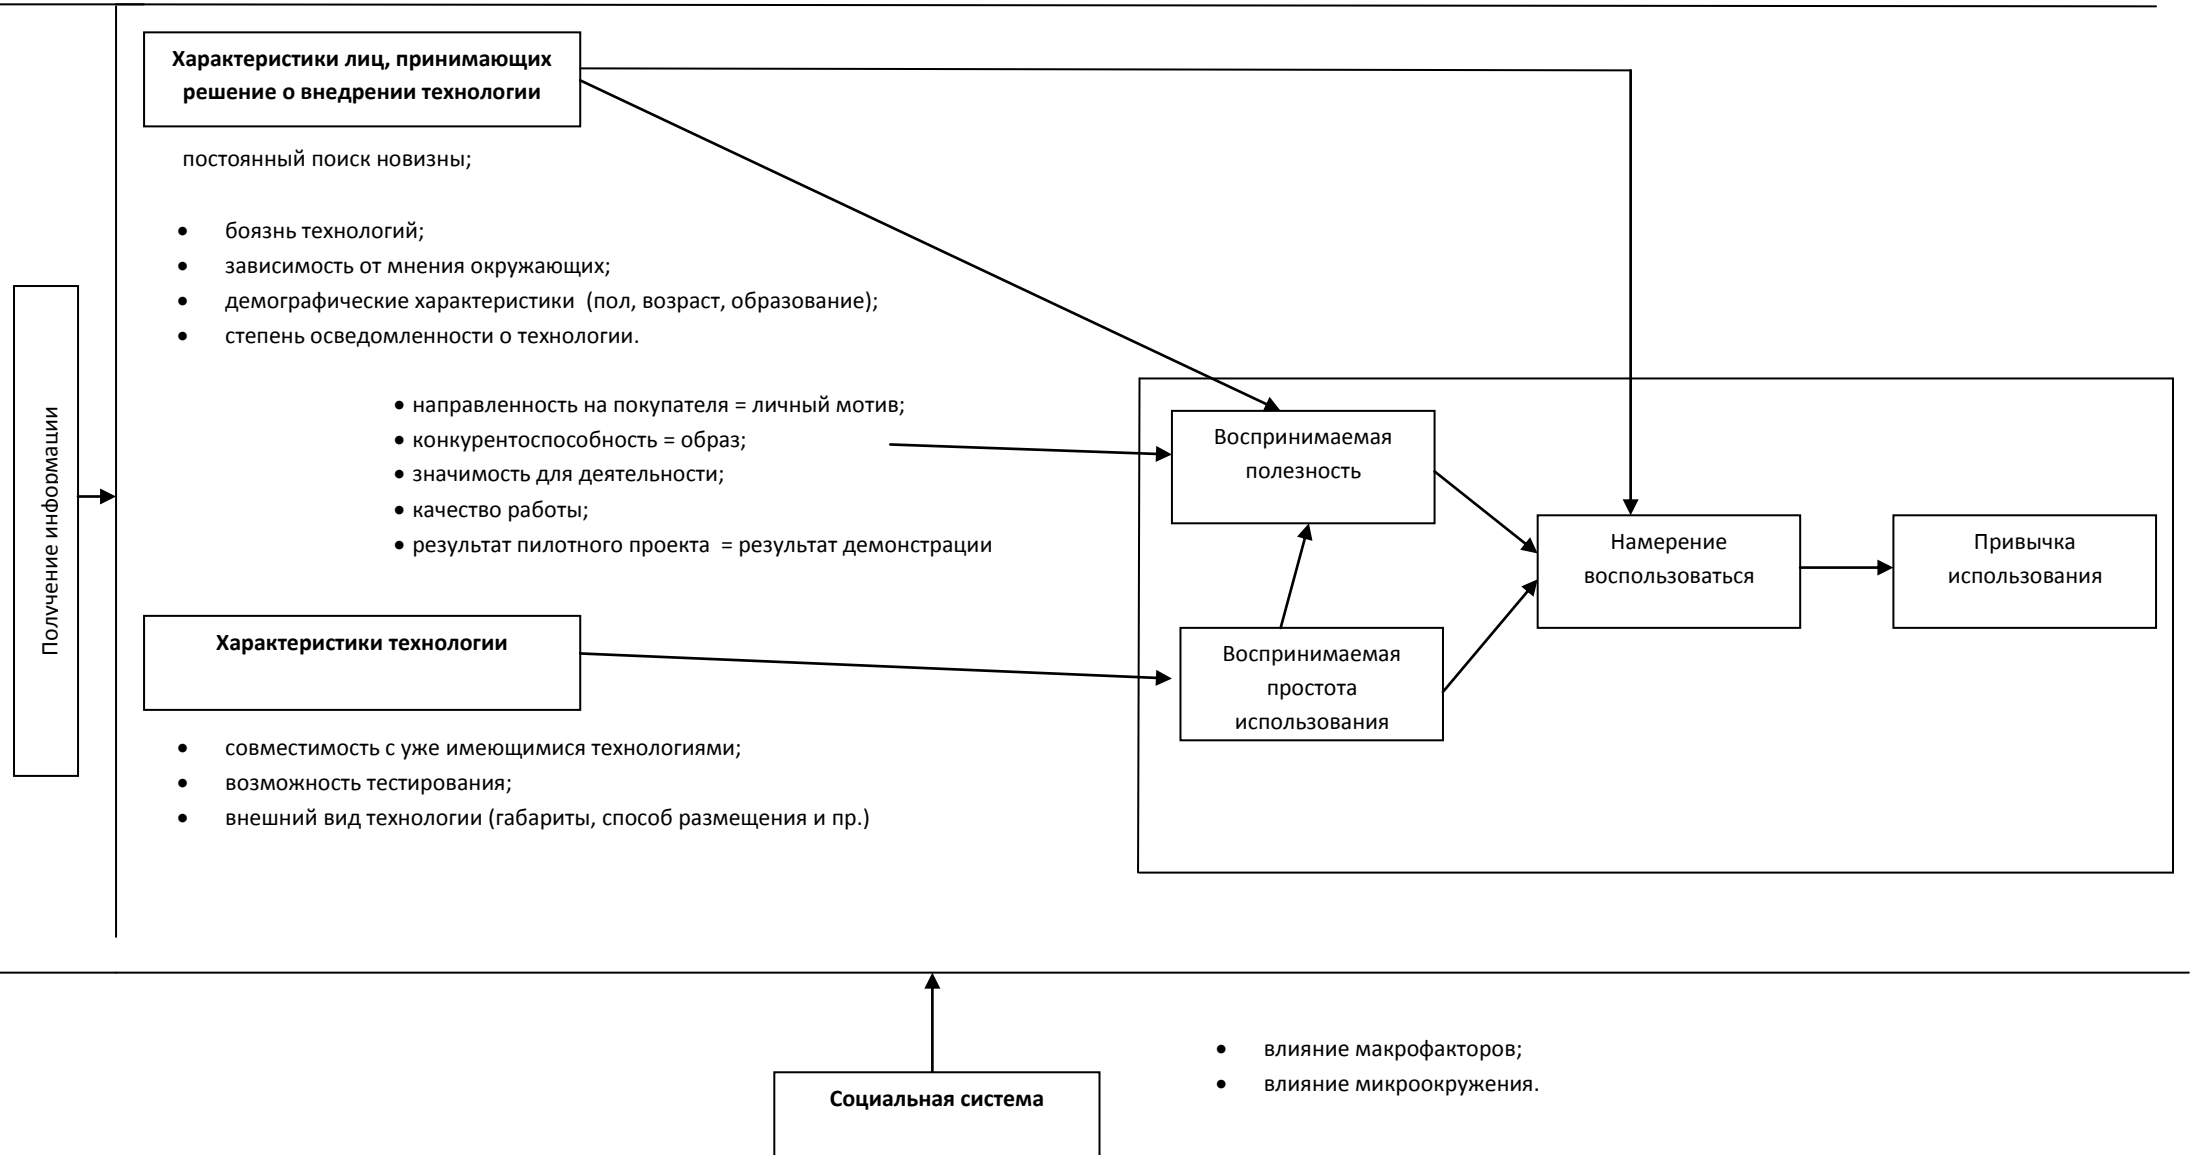 Характеристики лиц, принимающих
решение о внедрении технологии
постоянный поиск новизны;
• боязнь технологий;
• зависимость от мнения окружающих;
• демографические характеристики (пол, возраст, образование);
• степень осведомленности о технологии.
Получение информации
• направленность на покупателя = личный мотив;
• конкурентоспособность = образ;
• значимость для деятельности;
• качество работы;
• результат пилотного проекта = результат демонстрации
Воспринимаемая
полезность
Намерение
воспользоваться
Привычка
использования
Характеристики технологии
Воспринимаемая
простота
использования
• совместимость с уже имеющимися технологиями;
• возможность тестирования;
• внешний вид технологии (габариты, способ размещения и пр.)
• влияние макрофакторов;
• влияние микроокружения.
Социальная система